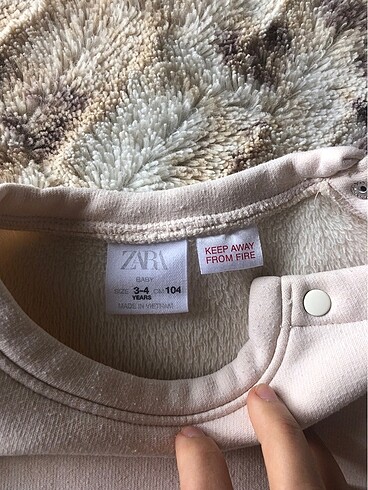 ZARA
BABY
SIZE 3-4 CM 104
YEARS
MADE IN VIETNAM
KEEP AWAY
FROM FIRE